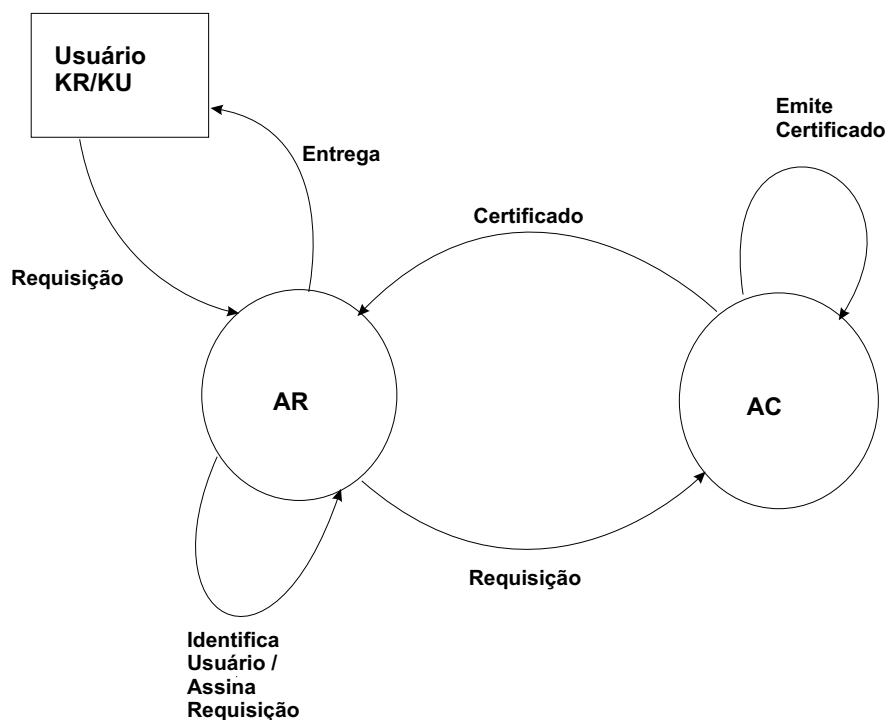 Usuário
KR/KU
Emite
Certificado
Entrega
Certificado
Requisição
AR
AC
Requisição
Identifica
Usuário /
Assina
Requisição